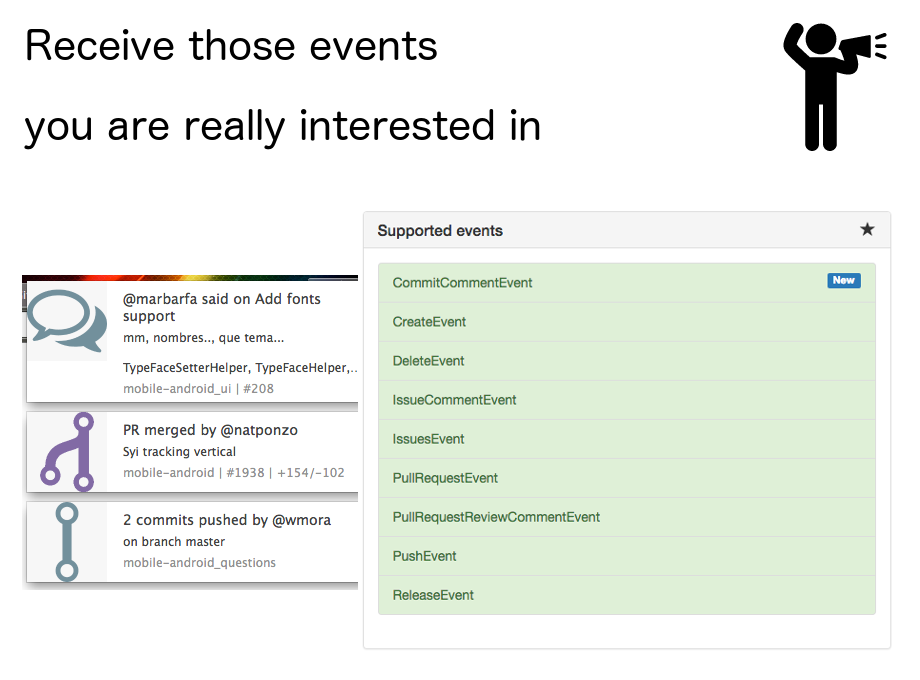 Receive those events
you are really interested in
@marbarfa said on Add fonts
support
mm, nombres.., que tema...
TypeFaceSetterHelper, TypeFaceHelper,..
mobile-android_ui | #208
PR merged by @natponzo
Syi tracking vertical
mobile-android | #1938 | +154/-102
2 commits pushed by @wmora
on branch master
mobile-android_questions
Supported events
CommitCommentEvent New
CreateEvent
DeleteEvent
IssueCommentEvent
IssuesEvent
PullRequestEvent
PullRequestReviewCommentEvent
PushEvent
ReleaseEvent